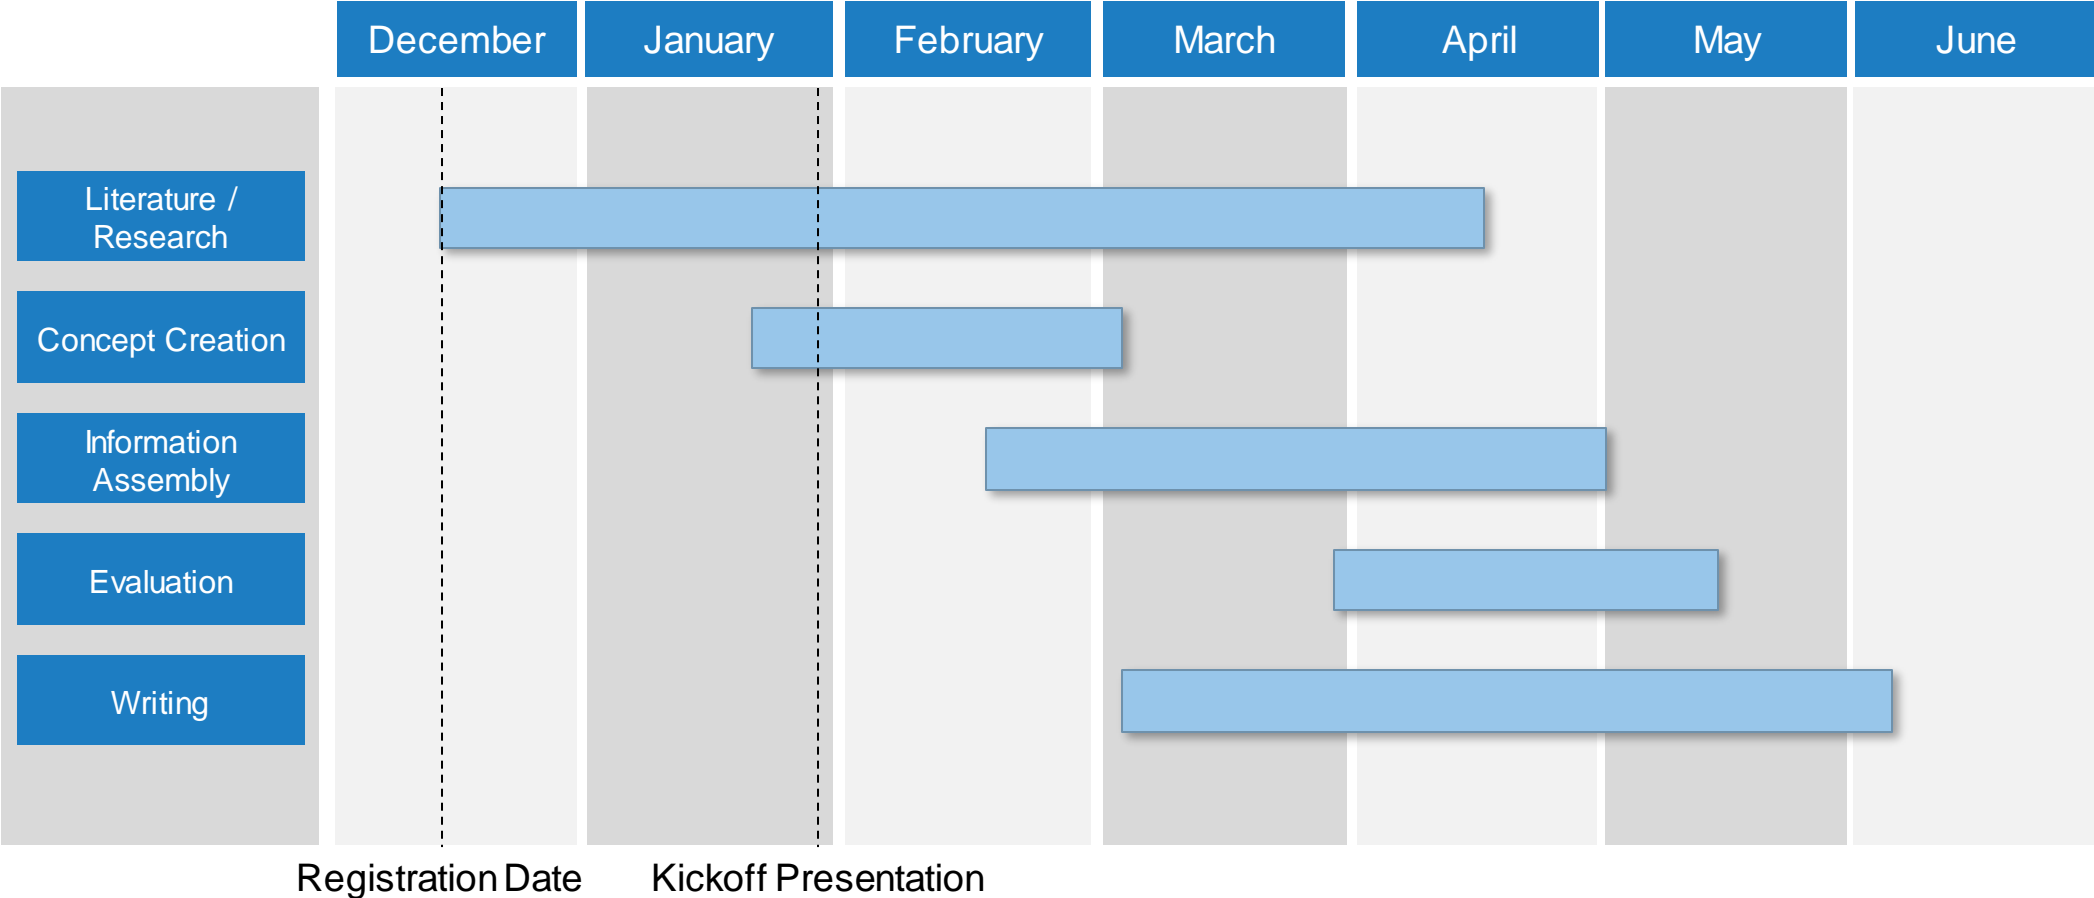 December January February March April May June
Literature /
Research
Concept Creation
Information
Assembly
Evaluation
Writing
Registration Date Kickoff Presentation